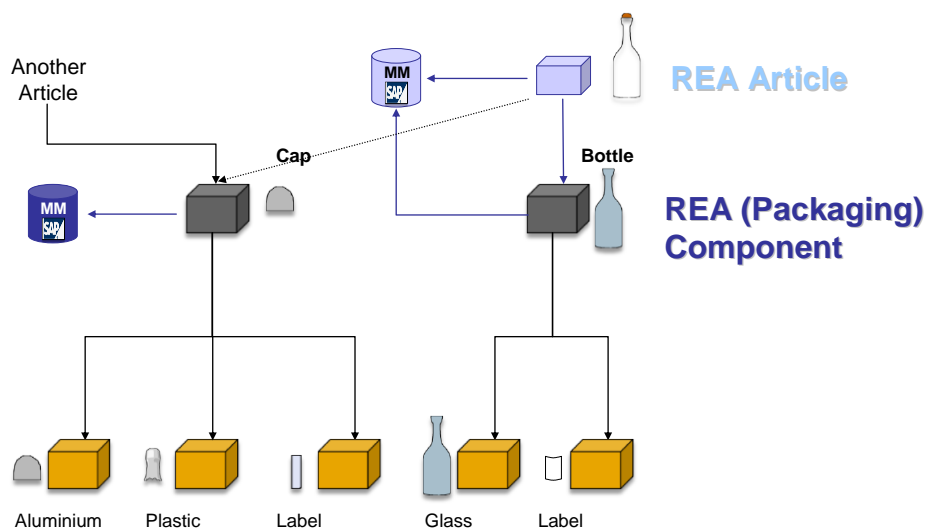 Another
Article
MM
SAP
REA Article
Cap
Bottle
MM
SAP
REA (Packaging)
Component
Aluminium
Plastic
Label
Glass
Label